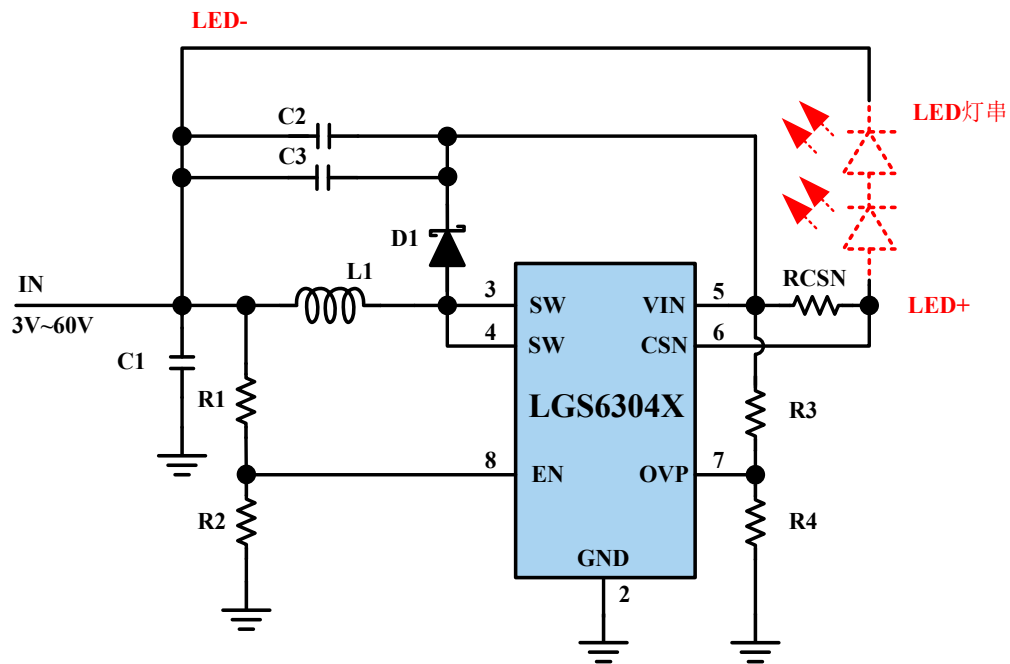 LED-
C2
LED灯串
C3
D1
L1
IN
3V~60V
3
SW
VIN
5
RCSN
LED+
4
SW
CSN
6
C1
R1
LGS6304X
R3
8
EN
OVP
7
R2
R4
GND
2